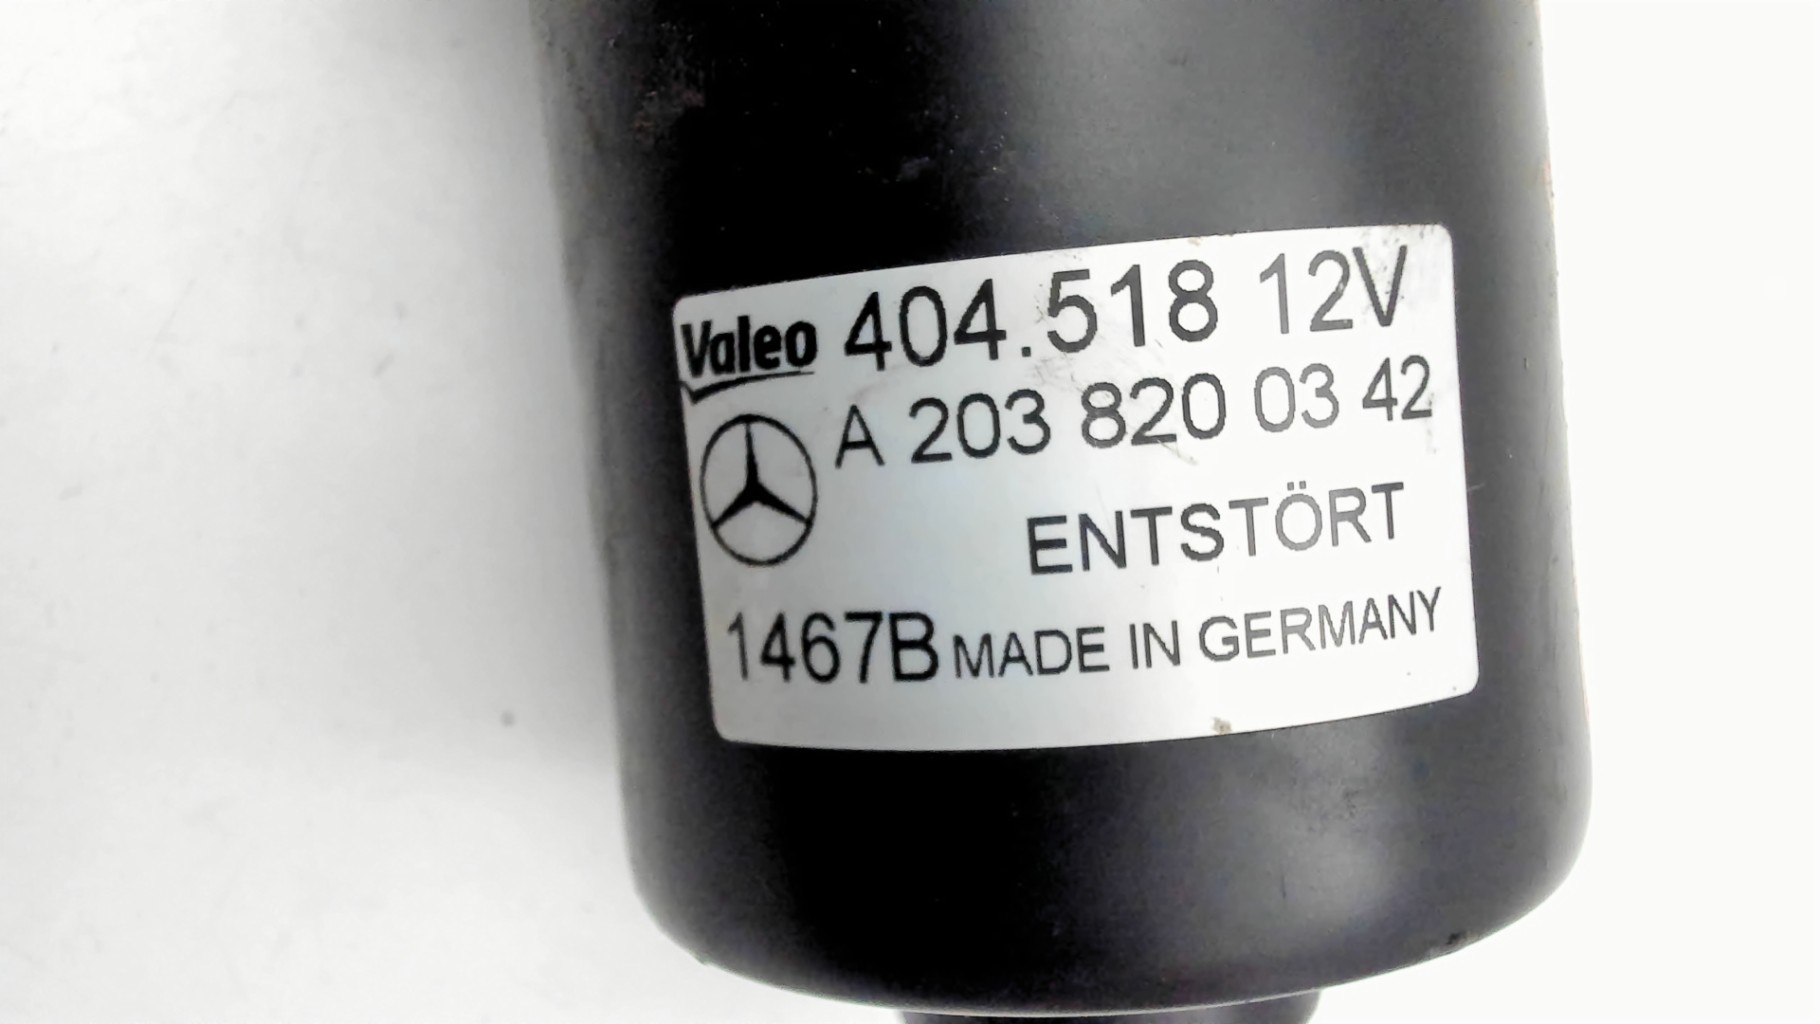 Valeo 404.518 12V
A 203 820 03 42
ENTSTÖRT
1467B MADE IN GERMANY